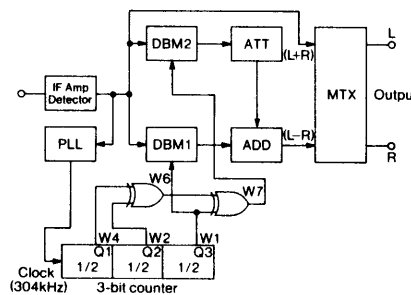 DBM2
ATT
(L+R)
L
IF Amp
Detector
MTX
Output
PLL
DBM1
ADD
(L−R)
R
W6
W7
W4
W2
W1
Q1
Q2
Q3
1/2
1/2
1/2
Clock
(304kHz)
3-bit counter